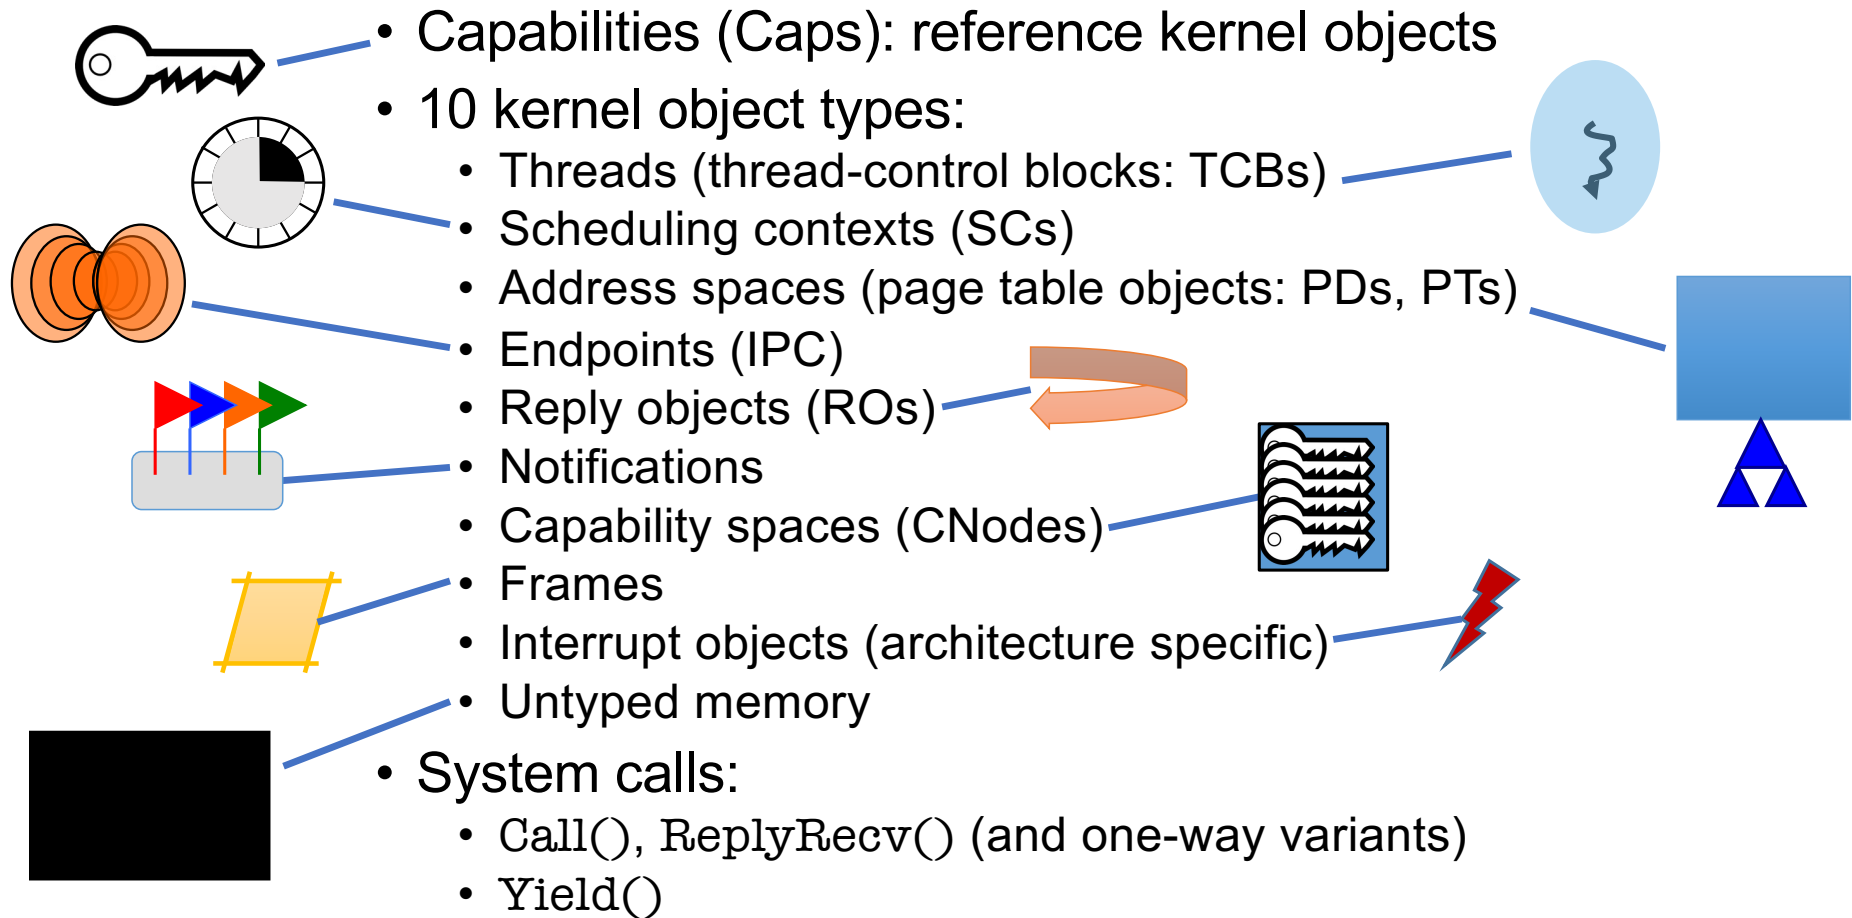 • Capabilities (Caps): reference kernel objects
• 10 kernel object types:
• Threads (thread-control blocks: TCBs)
• Scheduling contexts (SCs)
• Address spaces (page table objects: PDs, PTs)
• Endpoints (IPC)
• Reply objects (ROs)
• Notifications
• Capability spaces (CNodes)
• Frames
• Interrupt objects (architecture specific)
• Untyped memory
• System calls:
• Call(), ReplyRecv() (and one-way variants)
• Yield()